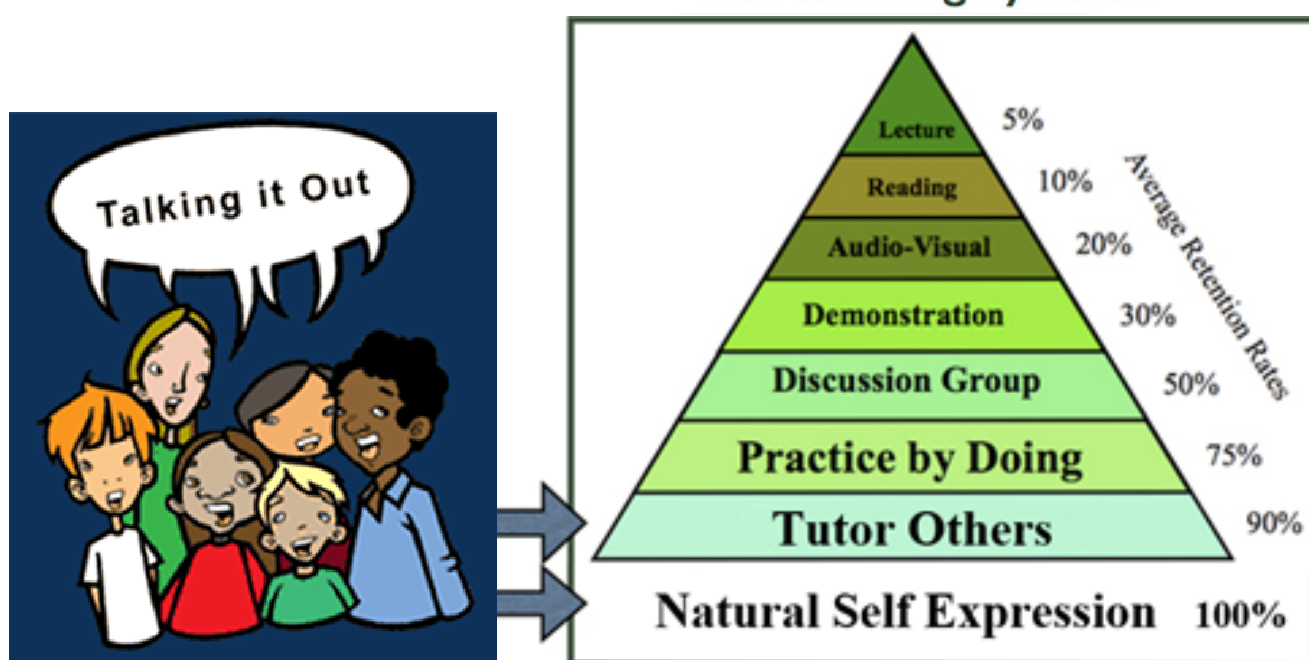 Talking it Out
Lecture 5%
Reading 10%
Audio-Visual 20%
Demonstration 30%
Discussion Group 50%
Practice by Doing 75%
Tutor Others 90%
Average Retention Rates
Natural Self Expression 100%